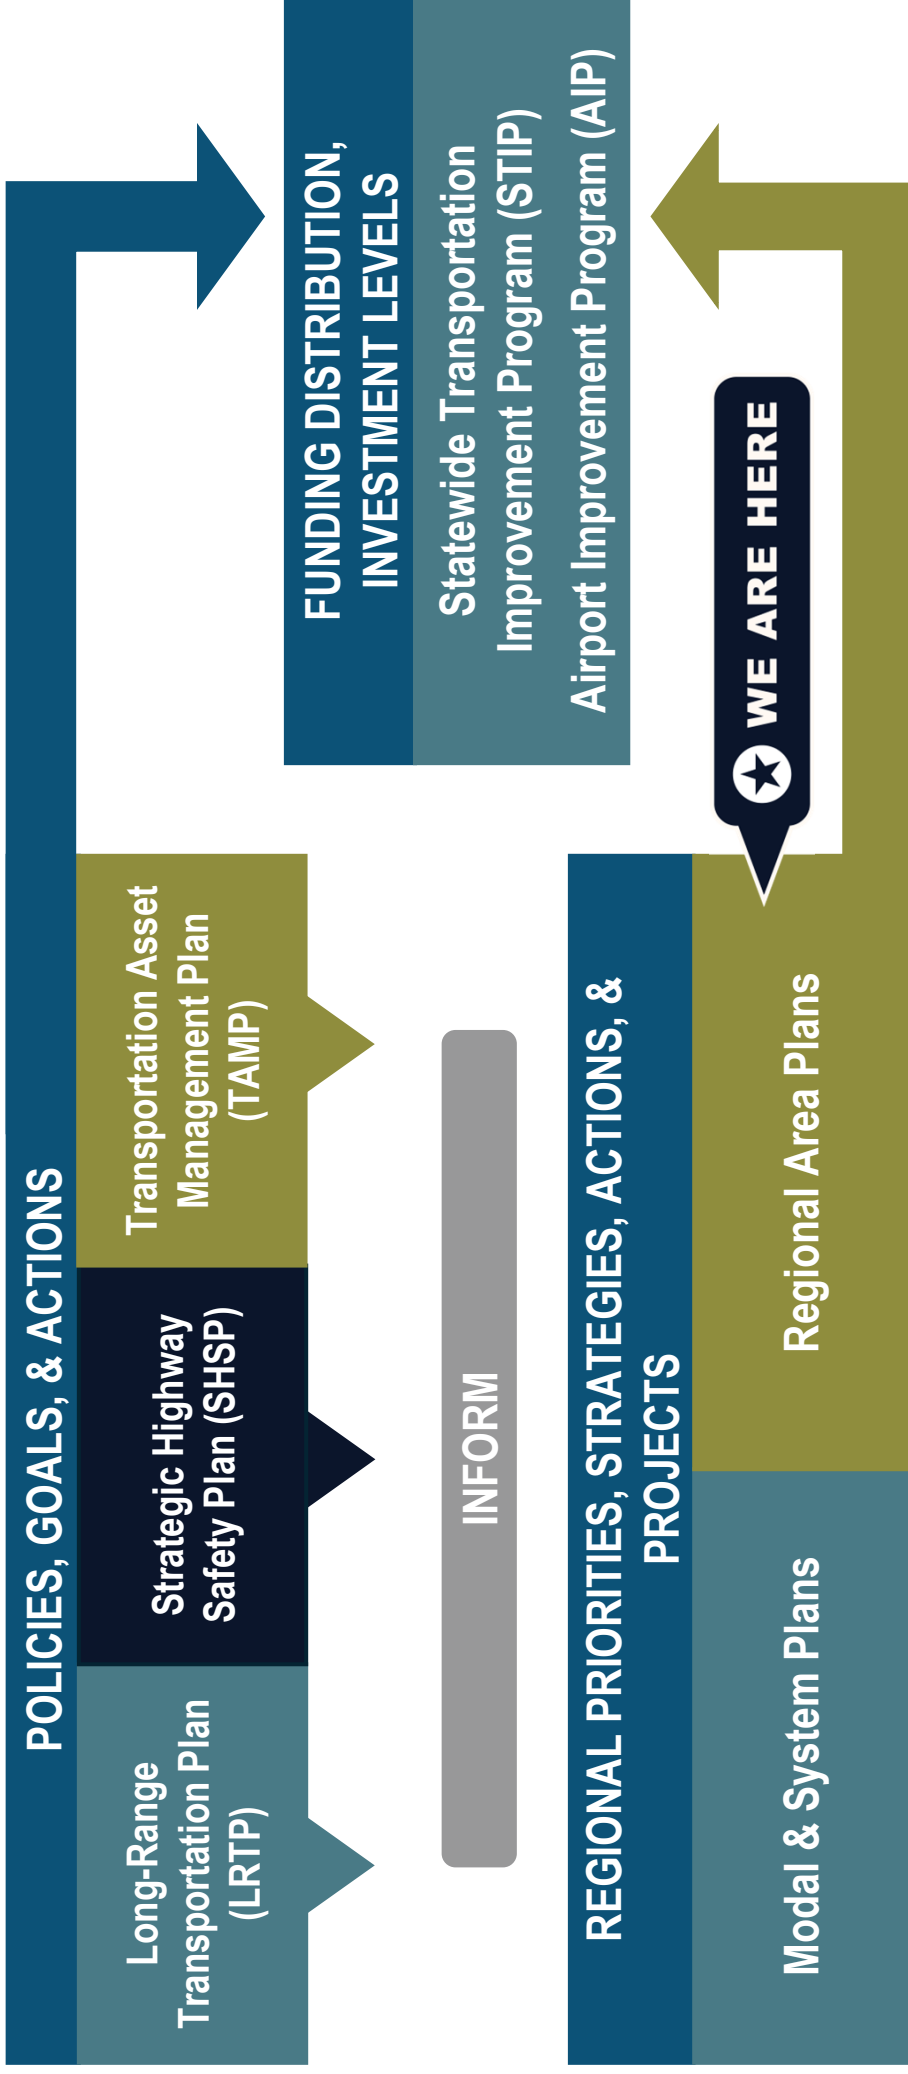 POLICIES, GOALS, & ACTIONS
Long-Range
Transportation Plan
(LRTP)
Strategic Highway
Safety Plan (SHSP)
Transportation Asset
Management Plan
(TAMP)
INFORM
REGIONAL PRIORITIES, STRATEGIES, ACTIONS, &
PROJECTS
Modal & System Plans
Regional Area Plans
WE ARE HERE
FUNDING DISTRIBUTION,
INVESTMENT LEVELS
Statewide Transportation
Improvement Program (STIP)
Airport Improvement Program (AIP)